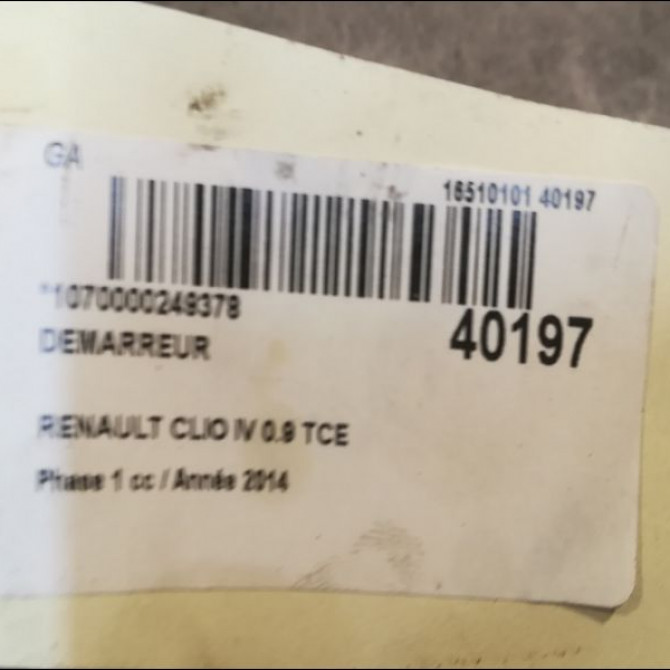 GA
16510101 40197
*1070000249378
40197
DEMARREUR
RENAULT CLIO IV 0.9 TCE
Phase 1 cc / Année 2014